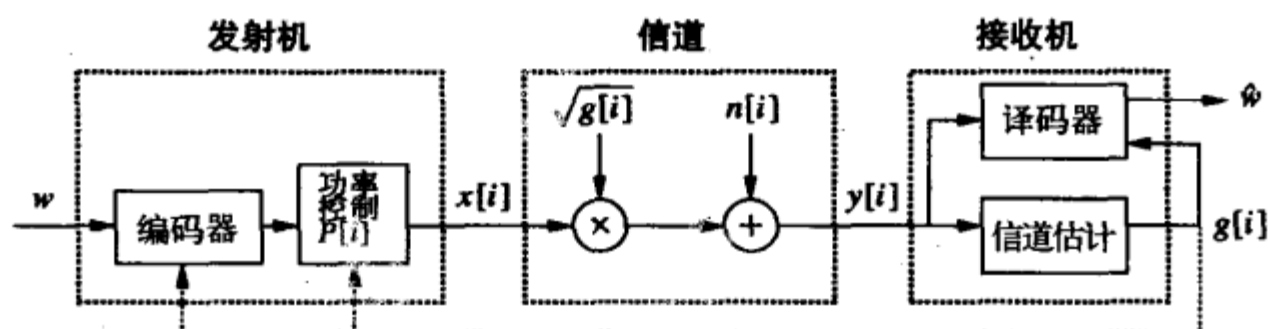 发射机
信道
接收机
w
编码器
功率
控制
P[i]
x[i]
√g[i]
n[i]
×
+
y[i]
译码器
信道估计
ŵ
g[i]